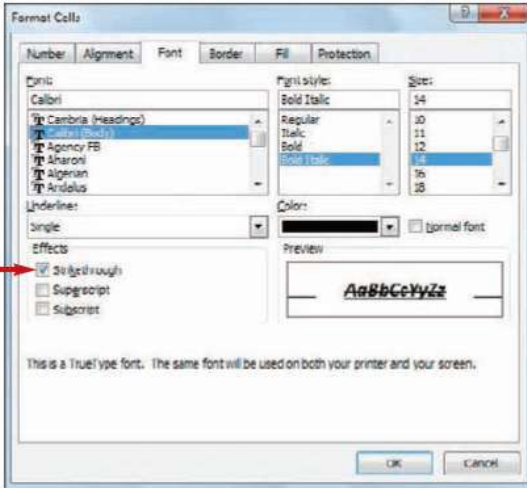 Format Cells
Number Alignment Font Border Fill Protection
Font: Font style: Size:
Calibri Bold Italic 14
Cambria (Headings) Regular 10
Calibri (Body) Italic 11
Agency FB Bold 12
Aharoni Bold Italic 14
Algerian 16
Andalus 18
Underline: Color:
Single Normal font
Effects Preview
Strikethrough
Superscript AaBbCcYyZz
Subscript
This is a TrueType font. The same font will be used on both your printer and your screen.
OK Cancel